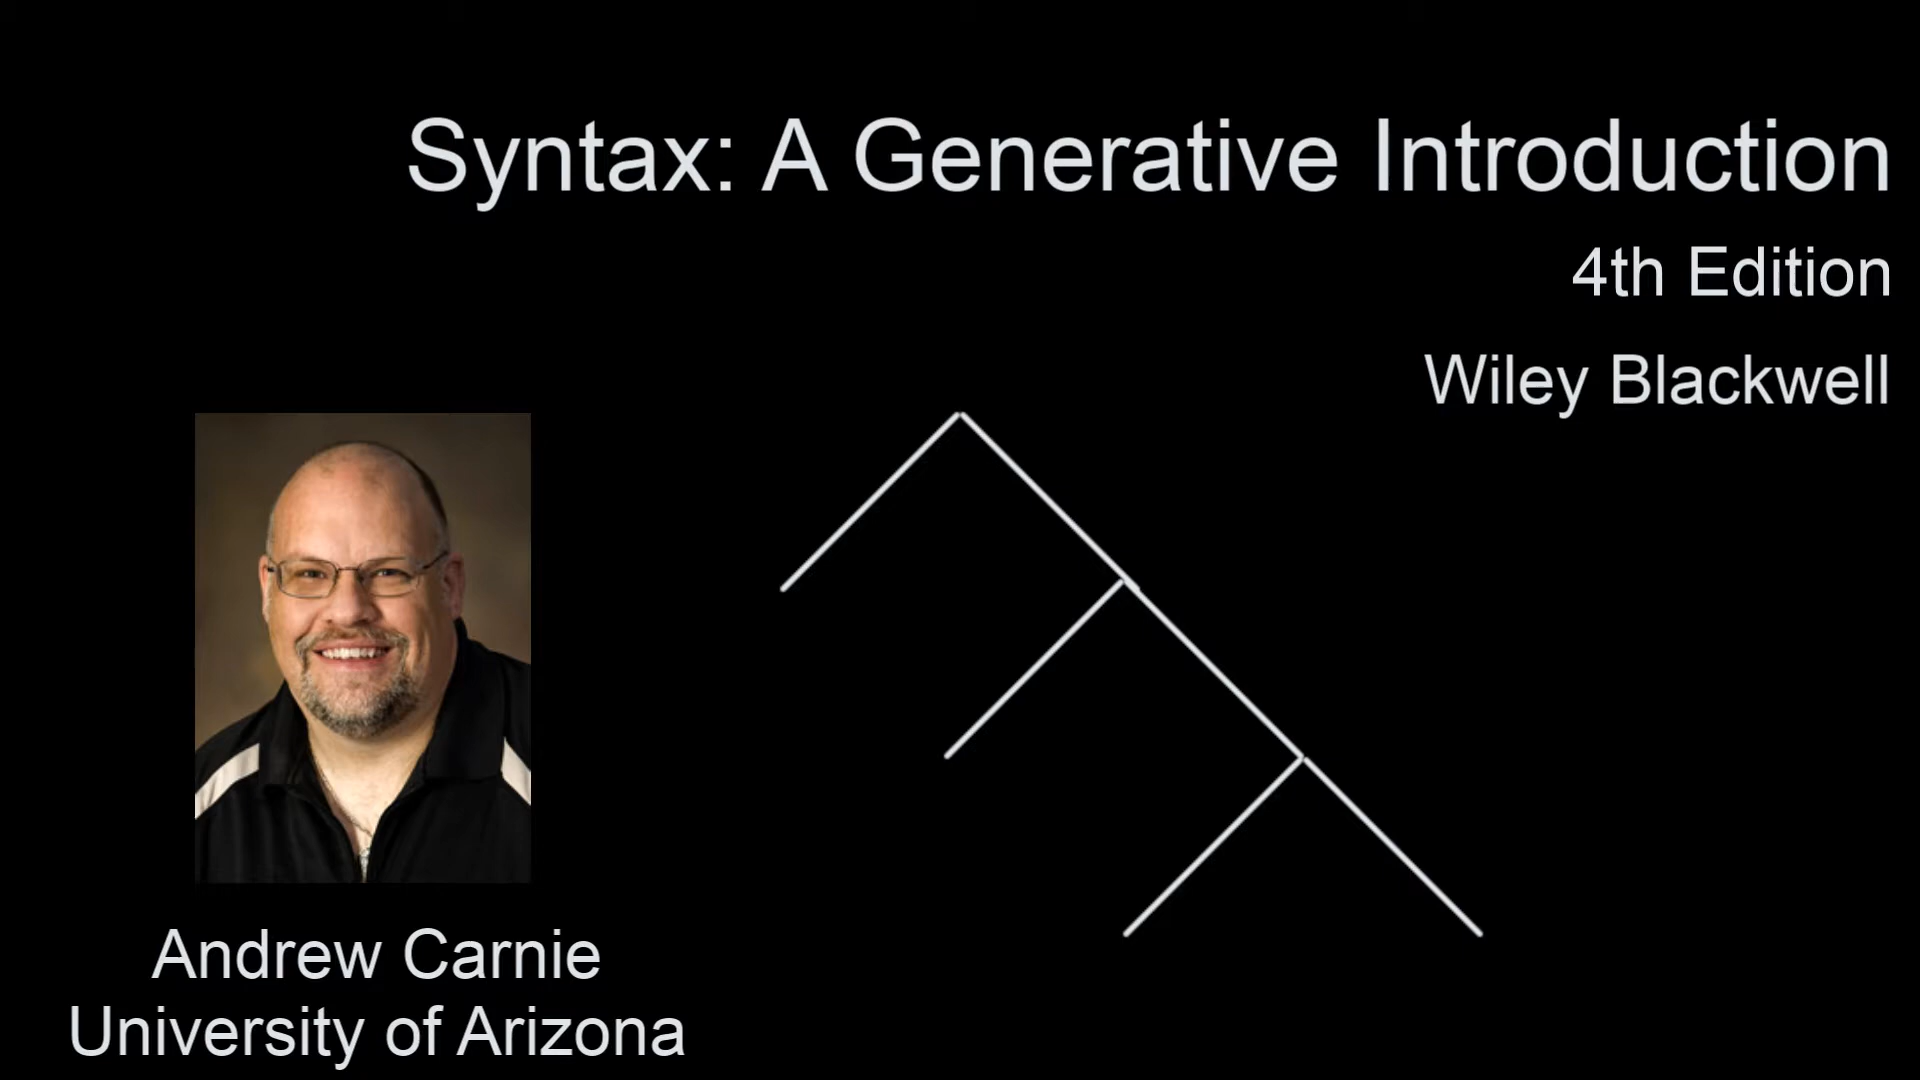 Syntax: A Generative Introduction
4th Edition
Wiley Blackwell
Andrew Carnie
University of Arizona